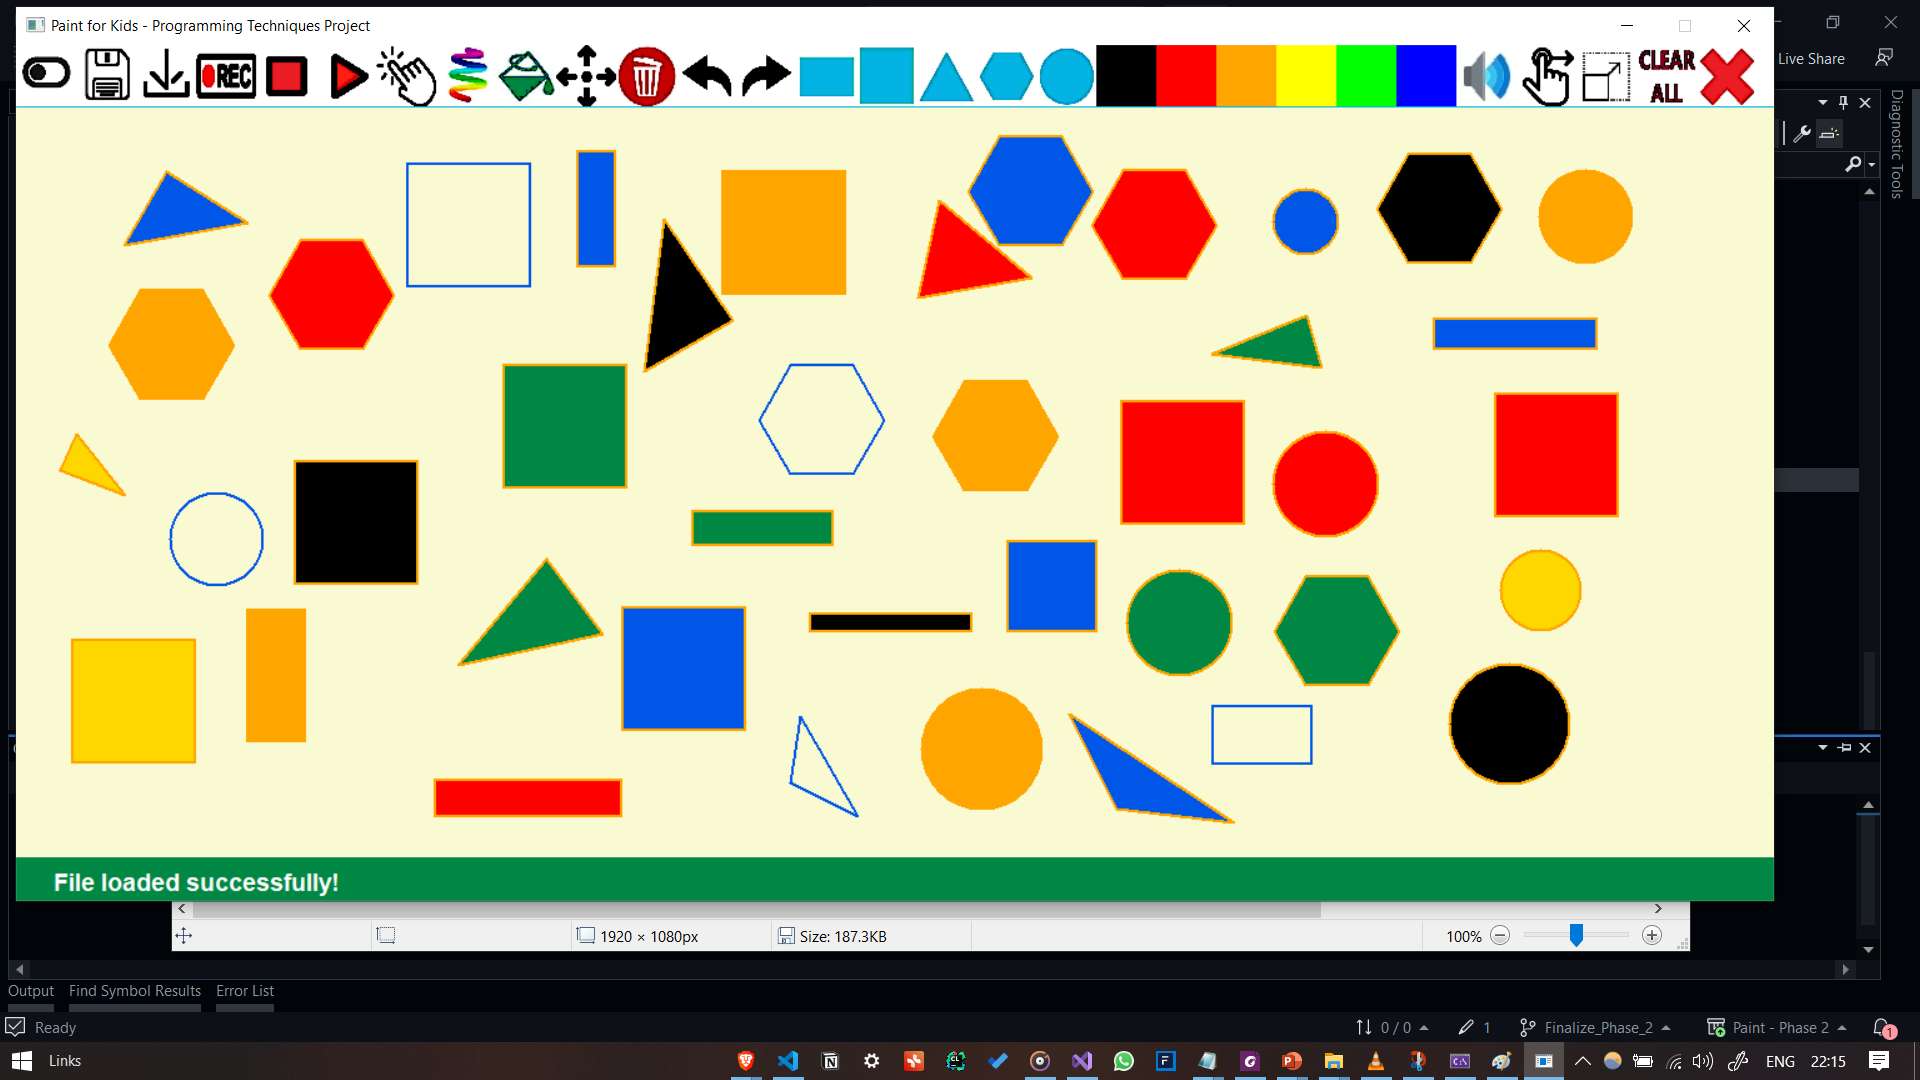 Paint for Kids - Programming Techniques Project
REC
CLEAR
ALL
Live Share
Diagnostic Tools
File loaded successfully!
1920 × 1080px
Size: 187.3KB
100%
Output
Find Symbol Results
Error List
Ready
0 / 0
1
Finalize_Phase_2
Paint - Phase 2
1
Links
ENG
22:15